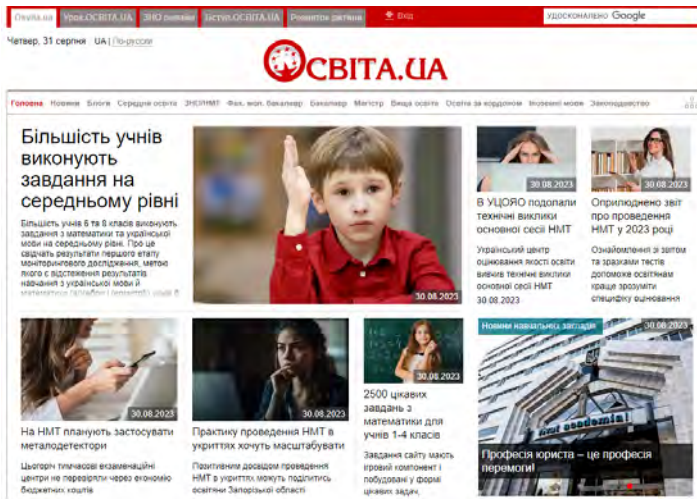 Освіта.ua Урок.ОСВІТА.UA ЗНО онлайн Вступ.ОСВІТА.UA Розвиток дитини Вхід УДОСКОНАЛЕНО Google
Четвер, 31 серпня UA | По-русски
ОСВІТА.UA
Головна Новини Блоги Середня освіта ЗНО/НМТ Фах. мол. бакалавр Бакалавр Магістр Вища освіта Освіта за кордоном Іноземні мови Законодавство
Більшість учнів
виконують
завдання на
середньому рівні
Більшість учнів 6 та 8 класів виконують
завдання з математики та української
мови на середньому рівні. Про це
свідчать результати першого етапу
моніторингового дослідження, метою
якого є відстеження результатів
навчання з української мови й
30.08.2023
30.08.2023
В УЦОЯО подолали
технічні виклики
основної сесії НМТ
Український центр
оцінювання якості освіти
вивчив технічні виклики
основної сесії НМТ
30.08.2023
30.08.2023
Оприлюднено звіт
про проведення
НМТ у 2023 році
Ознайомлення зі звітом
та зразками тестів
допоможе освітянам
краще зрозуміти
специфіку оцінювання
30.08.2023
На НМТ планують застосувати
металодетектори
Цьогоріч тимчасові екзаменаційні
центри не перевіряли через економію
бюджетних коштів
30.08.2023
Практику проведення НМТ в
укриттях хочуть масштабувати
Позитивним досвідом проведення
НМТ в укриттях можуть поділитись
освітяни Запорізької області
30.08.2023
2500 цікавих
завдань з
математики для
учнів 1-4 класів
Завдання сайту мають
ігровий компонент і
побудовані у формі
цікавих задач,
Новини навчальних закладів 30.08.2023
Професія юриста – це професія
перемоги!